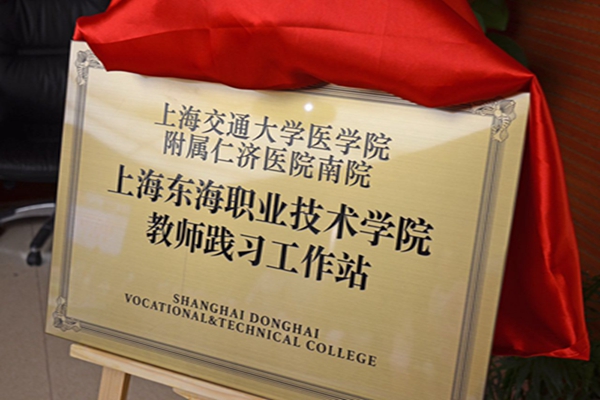 上海交通大学医学院
附属仁济医院南院
上海东海职业技术学院
教师践习工作站
SHANGHAI DONGHAI
VOCATIONAL&TECHNICAL COLLEGE